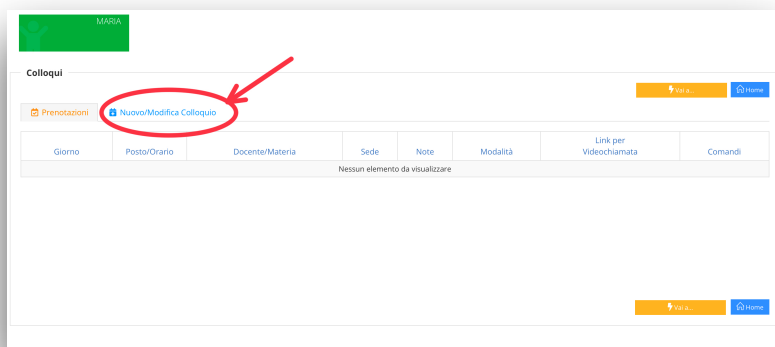 MARIA
Colloqui
Vai a...
Home
Prenotazioni
Nuovo/Modifica Colloquio
Giorno
Posto/Orario
Docente/Materia
Sede
Note
Modalità
Link per
Videochiamata
Comandi
Nessun elemento da visualizzare
Vai a...
Home